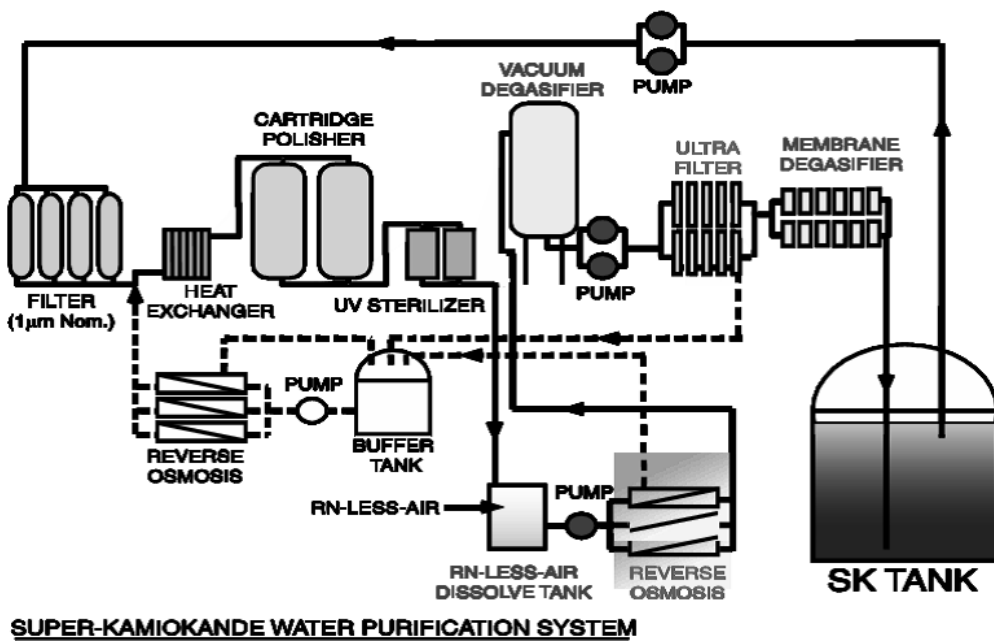 PUMP
VACUUM
DEGASIFIER
CARTRIDGE
POLISHER
ULTRA
FILTER
MEMBRANE
DEGASIFIER
FILTER
(1μm Nom.)
HEAT
EXCHANGER
UV STERILIZER
PUMP
PUMP
REVERSE
OSMOSIS
BUFFER
TANK
RN-LESS-AIR
PUMP
RN-LESS-AIR
DISSOLVE TANK
REVERSE
OSMOSIS
SK TANK
SUPER-KAMIOKANDE WATER PURIFICATION SYSTEM